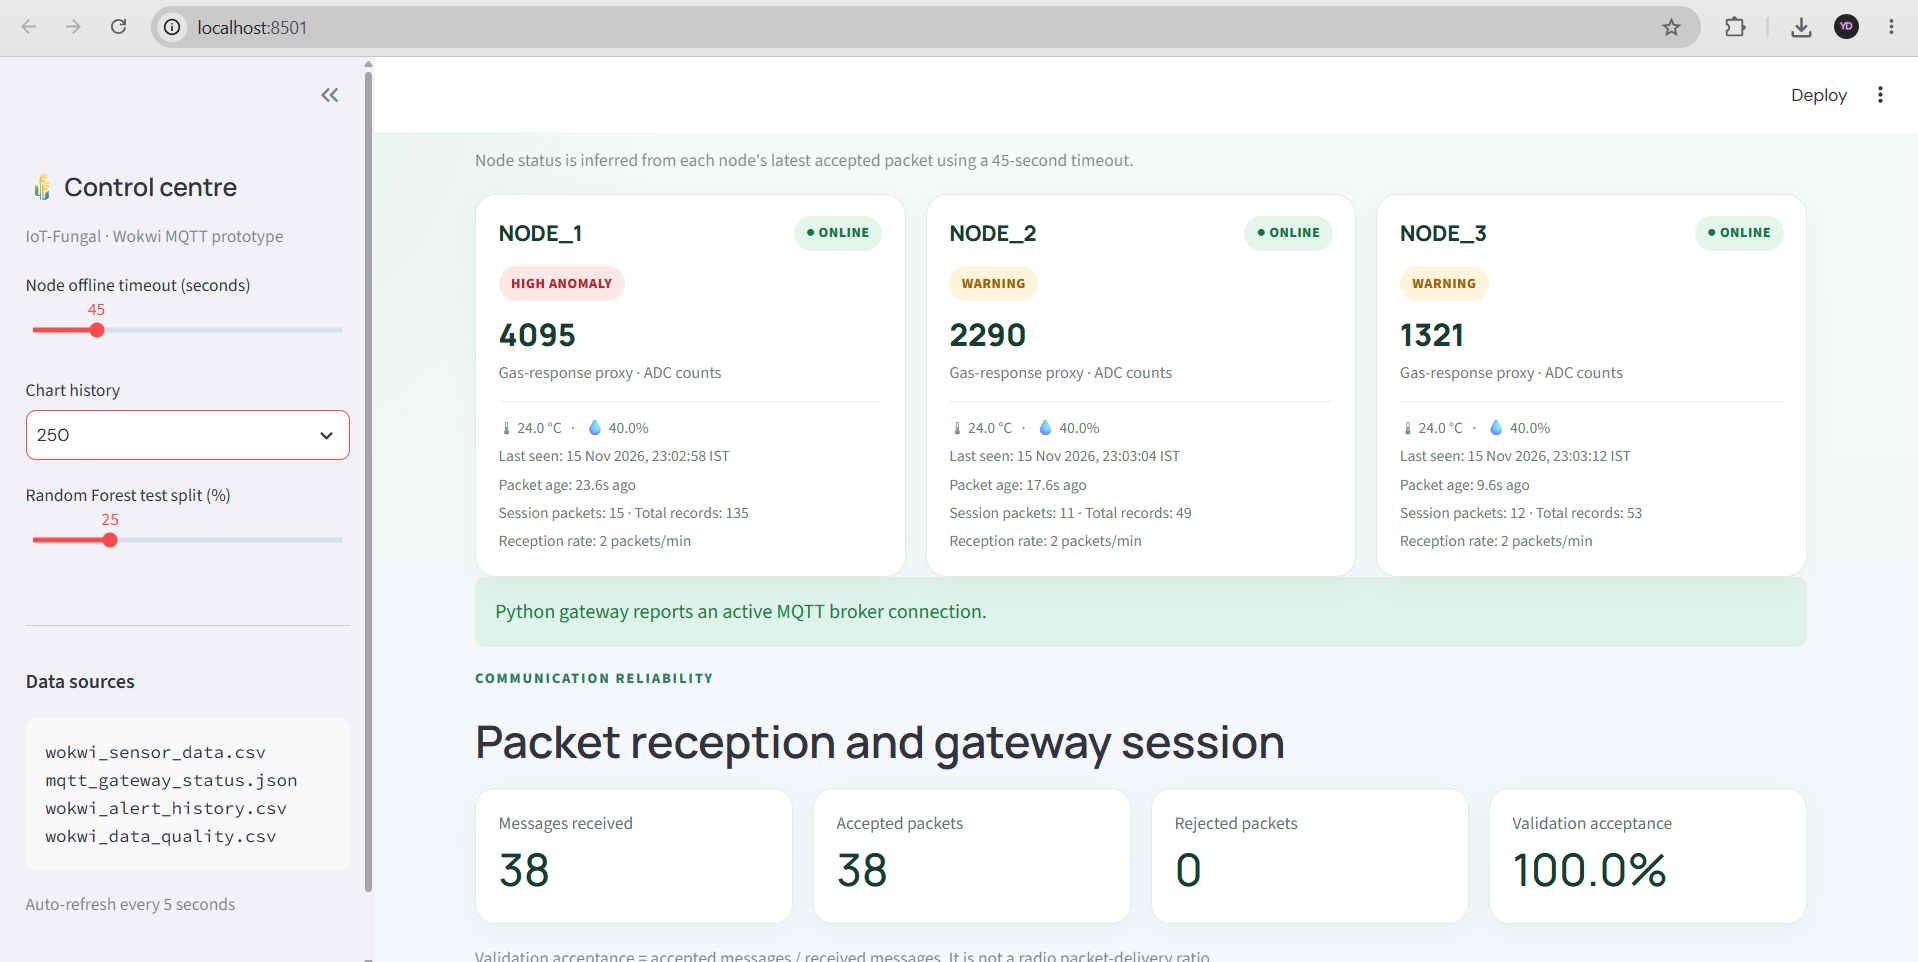 localhost:8501
YD
Deploy
Control centre
IoT-Fungal · Wokwi MQTT prototype
Node offline timeout (seconds)
45
Chart history
250
Random Forest test split (%)
25
Data sources
wokwi_sensor_data.csv
mqtt_gateway_status.json
wokwi_alert_history.csv
wokwi_data_quality.csv
Auto-refresh every 5 seconds
Node status is inferred from each node's latest accepted packet using a 45-second timeout.
NODE_1
● ONLINE
HIGH ANOMALY
4095
Gas-response proxy · ADC counts
🌡 24.0 °C · 💧 40.0%
Last seen: 15 Nov 2026, 23:02:58 IST
Packet age: 23.6s ago
Session packets: 15 · Total records: 135
Reception rate: 2 packets/min
NODE_2
● ONLINE
WARNING
2290
Gas-response proxy · ADC counts
🌡 24.0 °C · 💧 40.0%
Last seen: 15 Nov 2026, 23:03:04 IST
Packet age: 17.6s ago
Session packets: 11 · Total records: 49
Reception rate: 2 packets/min
NODE_3
● ONLINE
WARNING
1321
Gas-response proxy · ADC counts
🌡 24.0 °C · 💧 40.0%
Last seen: 15 Nov 2026, 23:03:12 IST
Packet age: 9.6s ago
Session packets: 12 · Total records: 53
Reception rate: 2 packets/min
Python gateway reports an active MQTT broker connection.
COMMUNICATION RELIABILITY
Packet reception and gateway session
Messages received
38
Accepted packets
38
Rejected packets
0
Validation acceptance
100.0%
Validation acceptance = accepted messages / received messages. It is not a radio packet-delivery ratio.